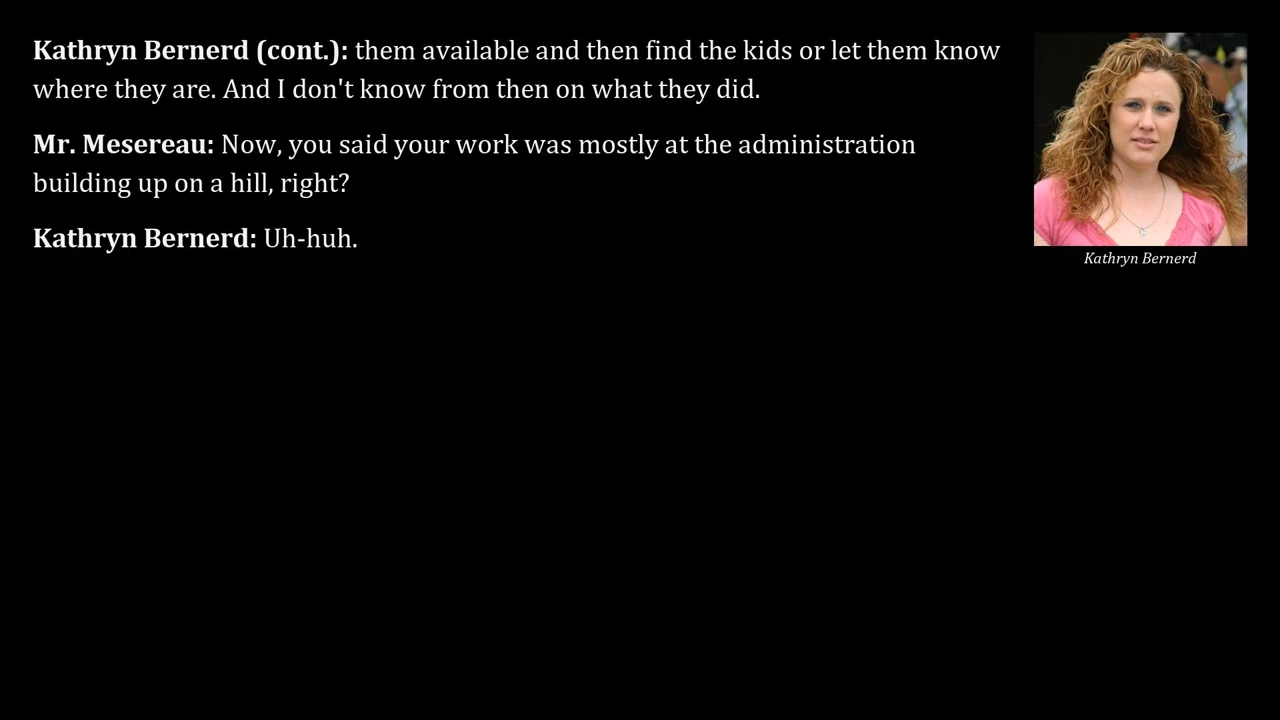 Kathryn Bernerd (cont.): them available and then find the kids or let them know
where they are. And I don't know from then on what they did.
Mr. Mesereau: Now, you said your work was mostly at the administration
building up on a hill, right?
Kathryn Bernerd: Uh-huh.
Kathryn Bernerd